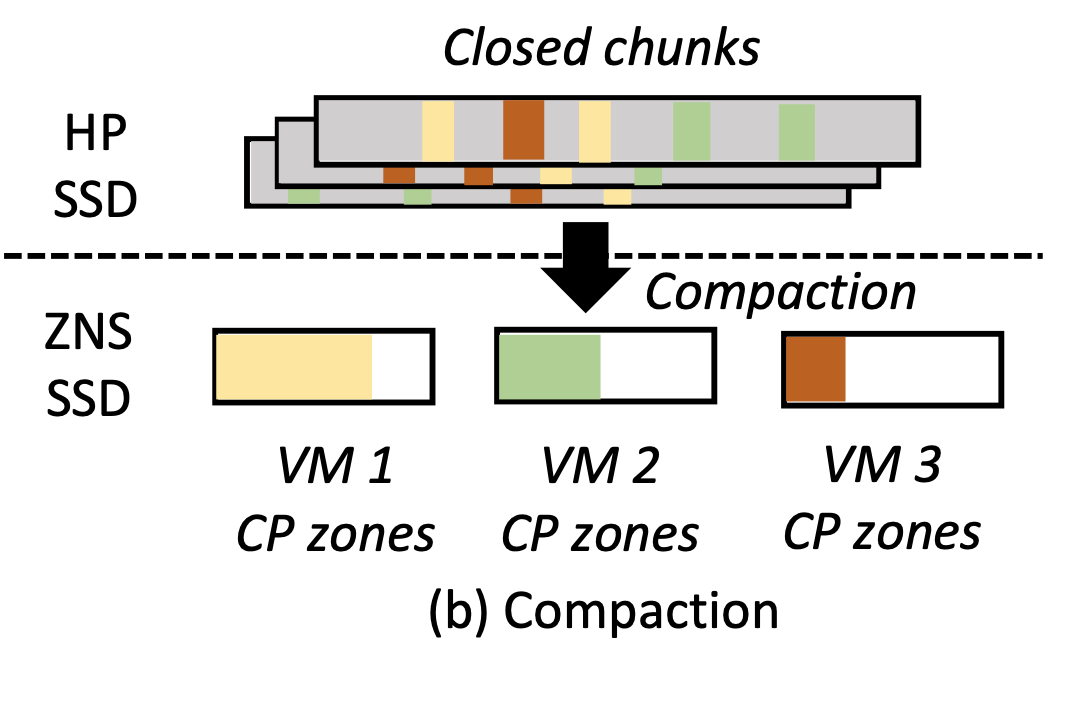 Closed chunks
HP
SSD
Compaction
ZNS
SSD
VM 1
CP zones
VM 2
CP zones
VM 3
CP zones
(b) Compaction